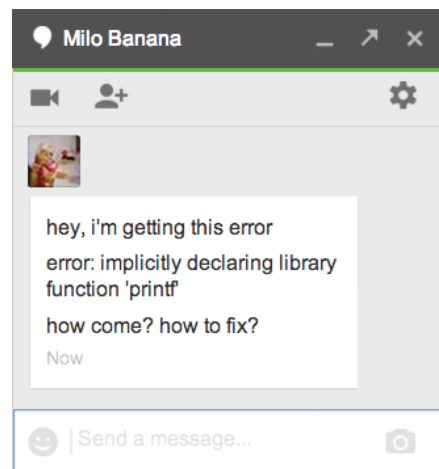 Milo Banana
hey, i'm getting this error
error: implicitly declaring library
function 'printf'
how come? how to fix?
Now
Send a message...